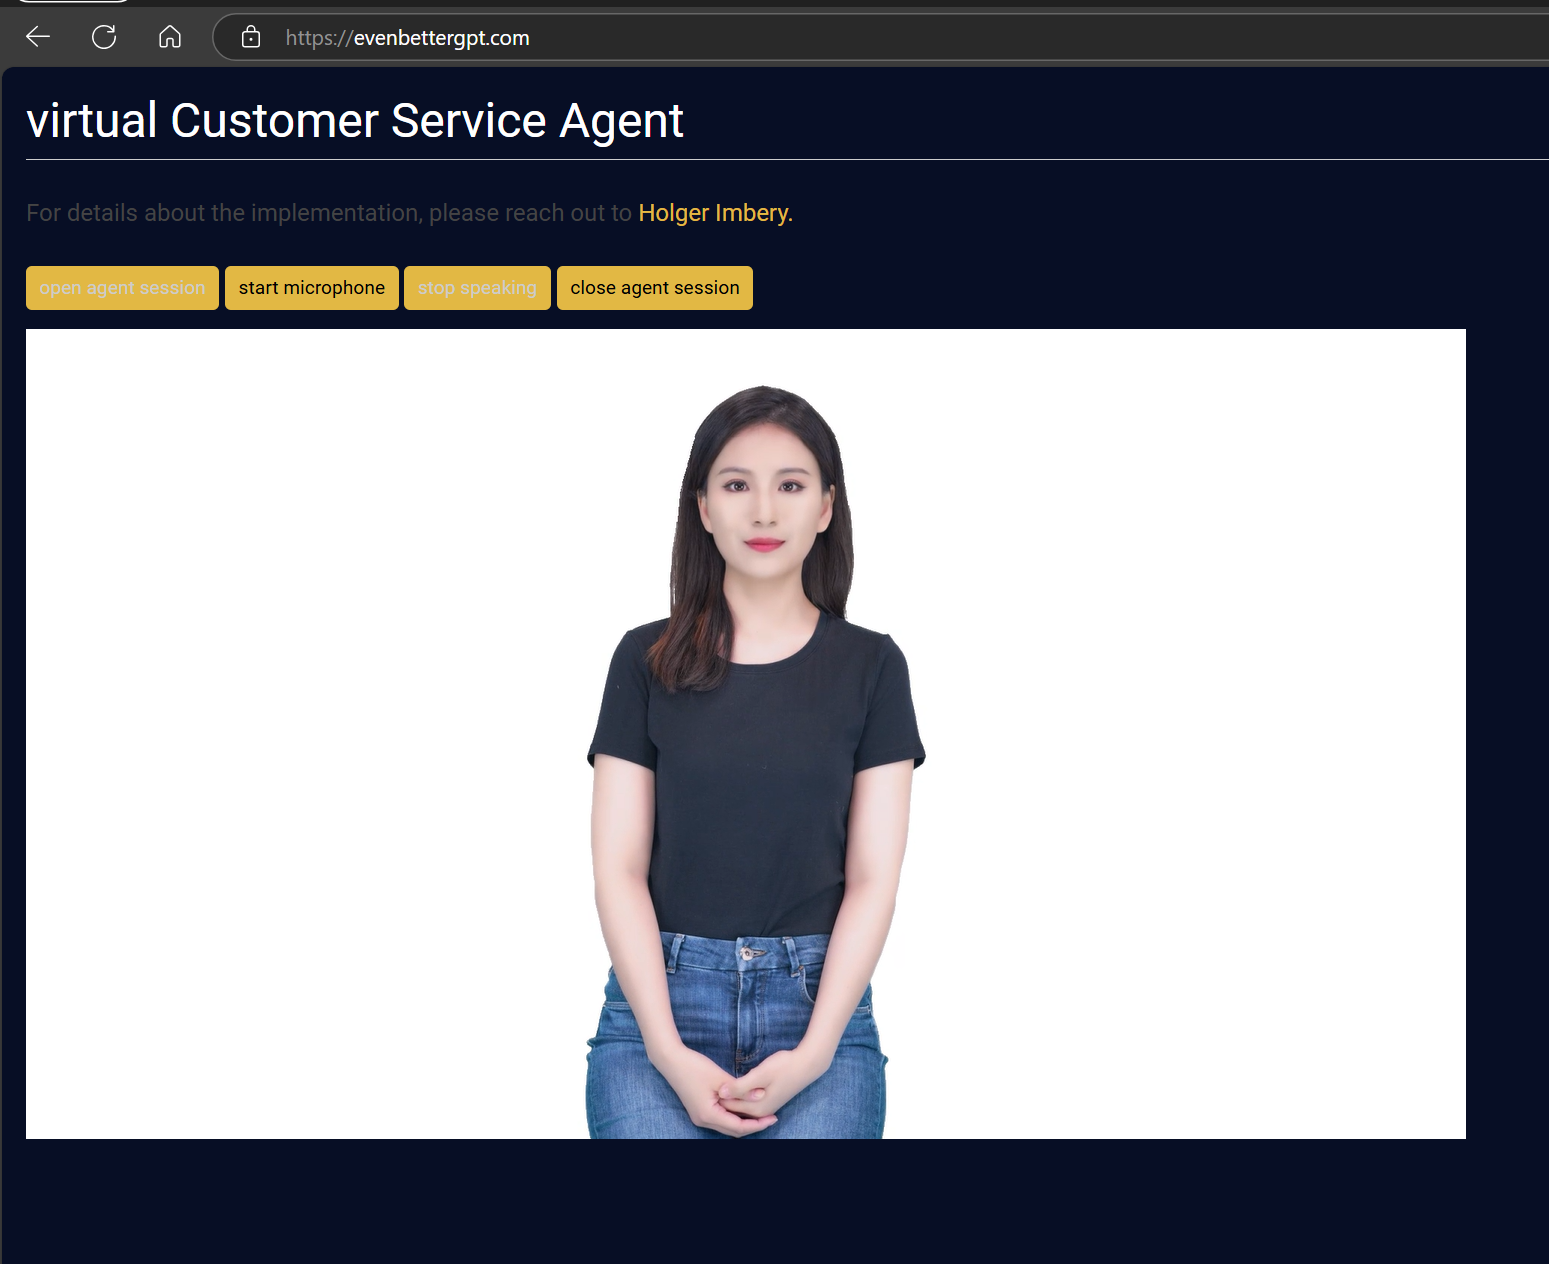 https://evenbettergpt.com
virtual Customer Service Agent
For details about the implementation, please reach out to Holger Imbery.
open agent session start microphone stop speaking close agent session